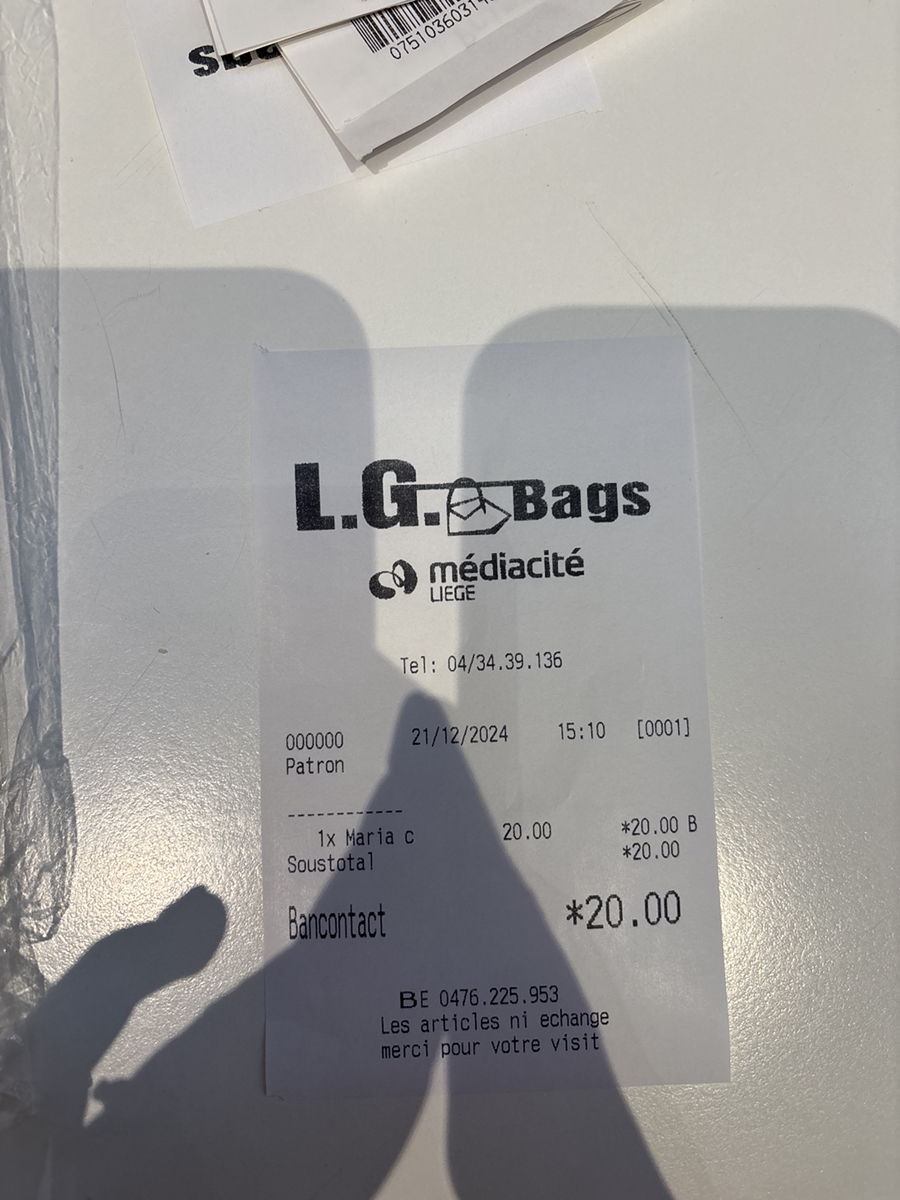 0751036031
L.G. Bags
médiacité
LIEGE
Tel: 04/34.39.136
000000 21/12/2024 15:10 [0001]
Patron
------------
1x Maria c 20.00 *20.00 B
Soustotal *20.00
Bancontact *20.00
BE 0476.225.953
Les articles ni echange
merci pour votre visit